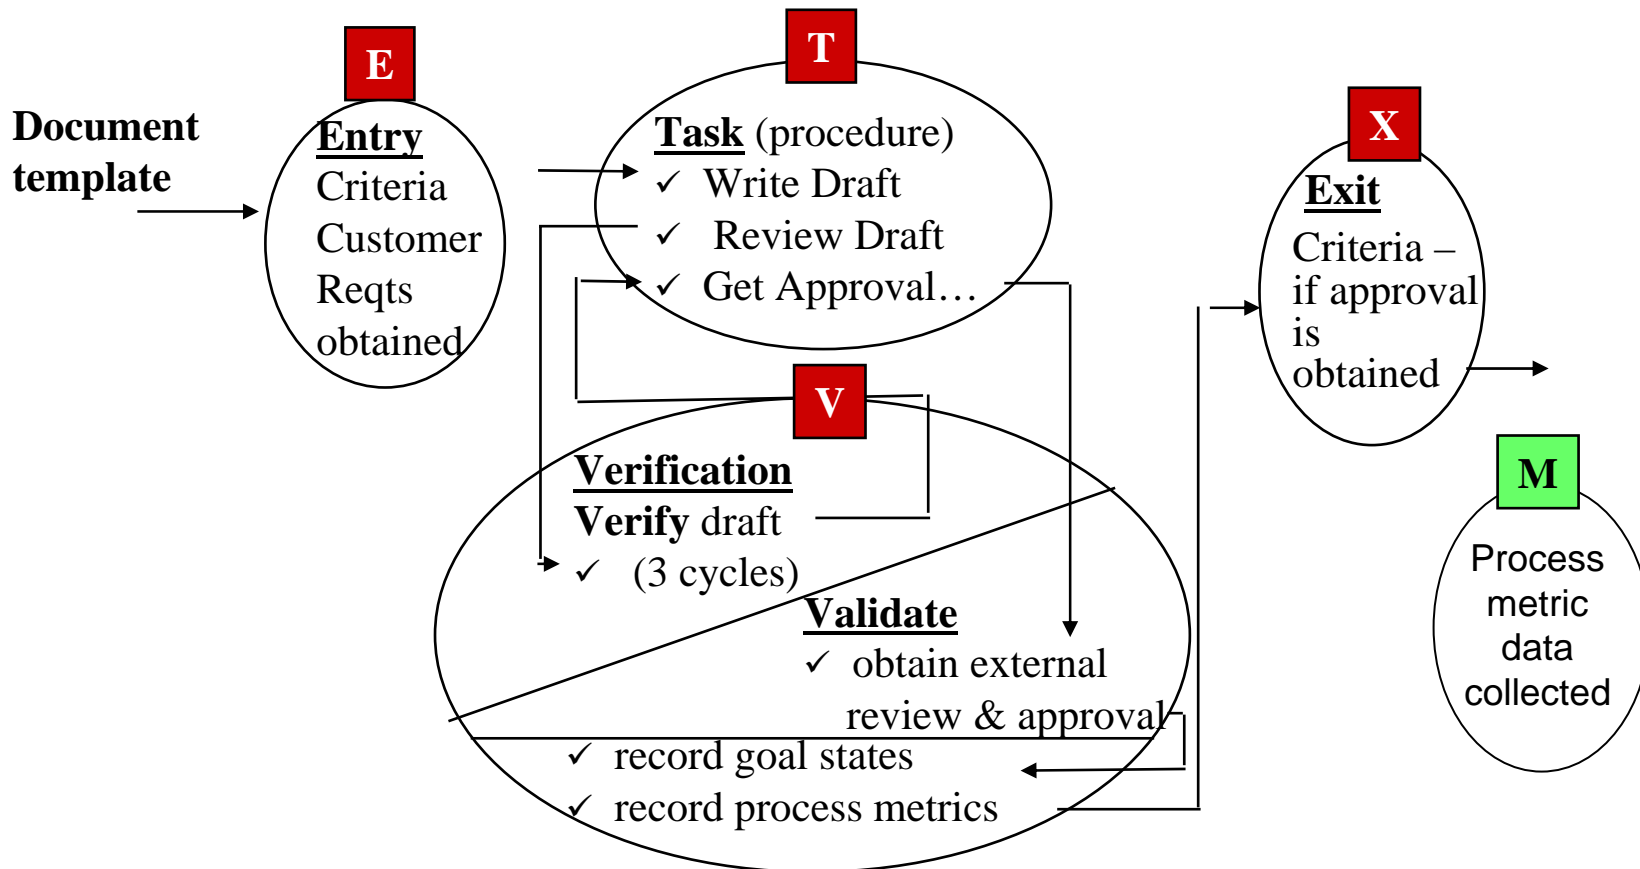 Document
template
E
Entry
Criteria
Customer
Reqts
obtained
T
Task (procedure)
✓ Write Draft
✓ Review Draft
✓ Get Approval…
V
Verification
Verify draft
✓ (3 cycles)
Validate
✓ obtain external
review & approval
✓ record goal states
✓ record process metrics
X
Exit
Criteria –
if approval
is
obtained
M
Process
metric
data
collected